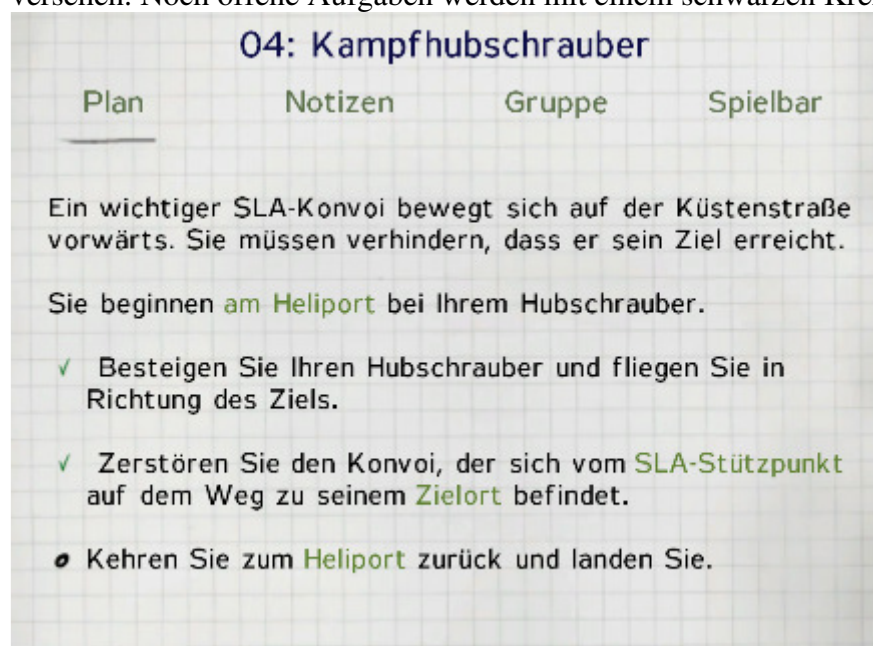 versehen. Noch offene Aufgaben werden mit einem schwarzen
04: Kampfhubschrauber
Plan Notizen Gruppe Spielbar
Ein wichtiger SLA-Konvoi bewegt sich auf der Küstenstraße
vorwärts. Sie müssen verhindern, dass er sein Ziel erreicht.
Sie beginnen am Heliport bei Ihrem Hubschrauber.
√ Besteigen Sie Ihren Hubschrauber und fliegen Sie in
Richtung des Ziels.
√ Zerstören Sie den Konvoi, der sich vom SLA-Stützpunkt
auf dem Weg zu seinem Zielort befindet.
• Kehren Sie zum Heliport zurück und landen Sie.